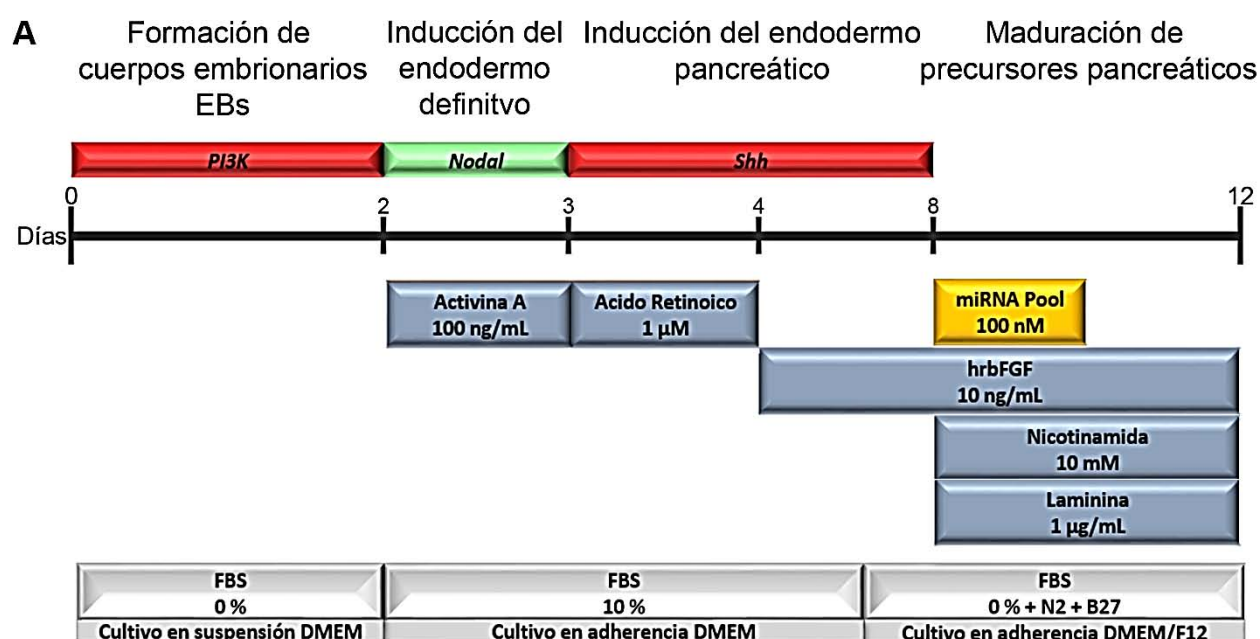 A
Formación de
cuerpos embrionarios
EBs
Inducción del
endodermo
definitvo
Inducción del endodermo
pancreático
Maduración de
precursores pancreáticos
PI3K
Nodal
Shh
0
2
3
4
8
12
Días
Activina A
100 ng/mL
Acido Retinoico
1 µM
miRNA Pool
100 nM
hrbFGF
10 ng/mL
Nicotinamida
10 mM
Laminina
1 µg/mL
FBS
0 %
FBS
10 %
FBS
0 % + N2 + B27
Cultivo en suspensión DMEM
Cultivo en adherencia DMEM
Cultivo en adherencia DMEM/F12